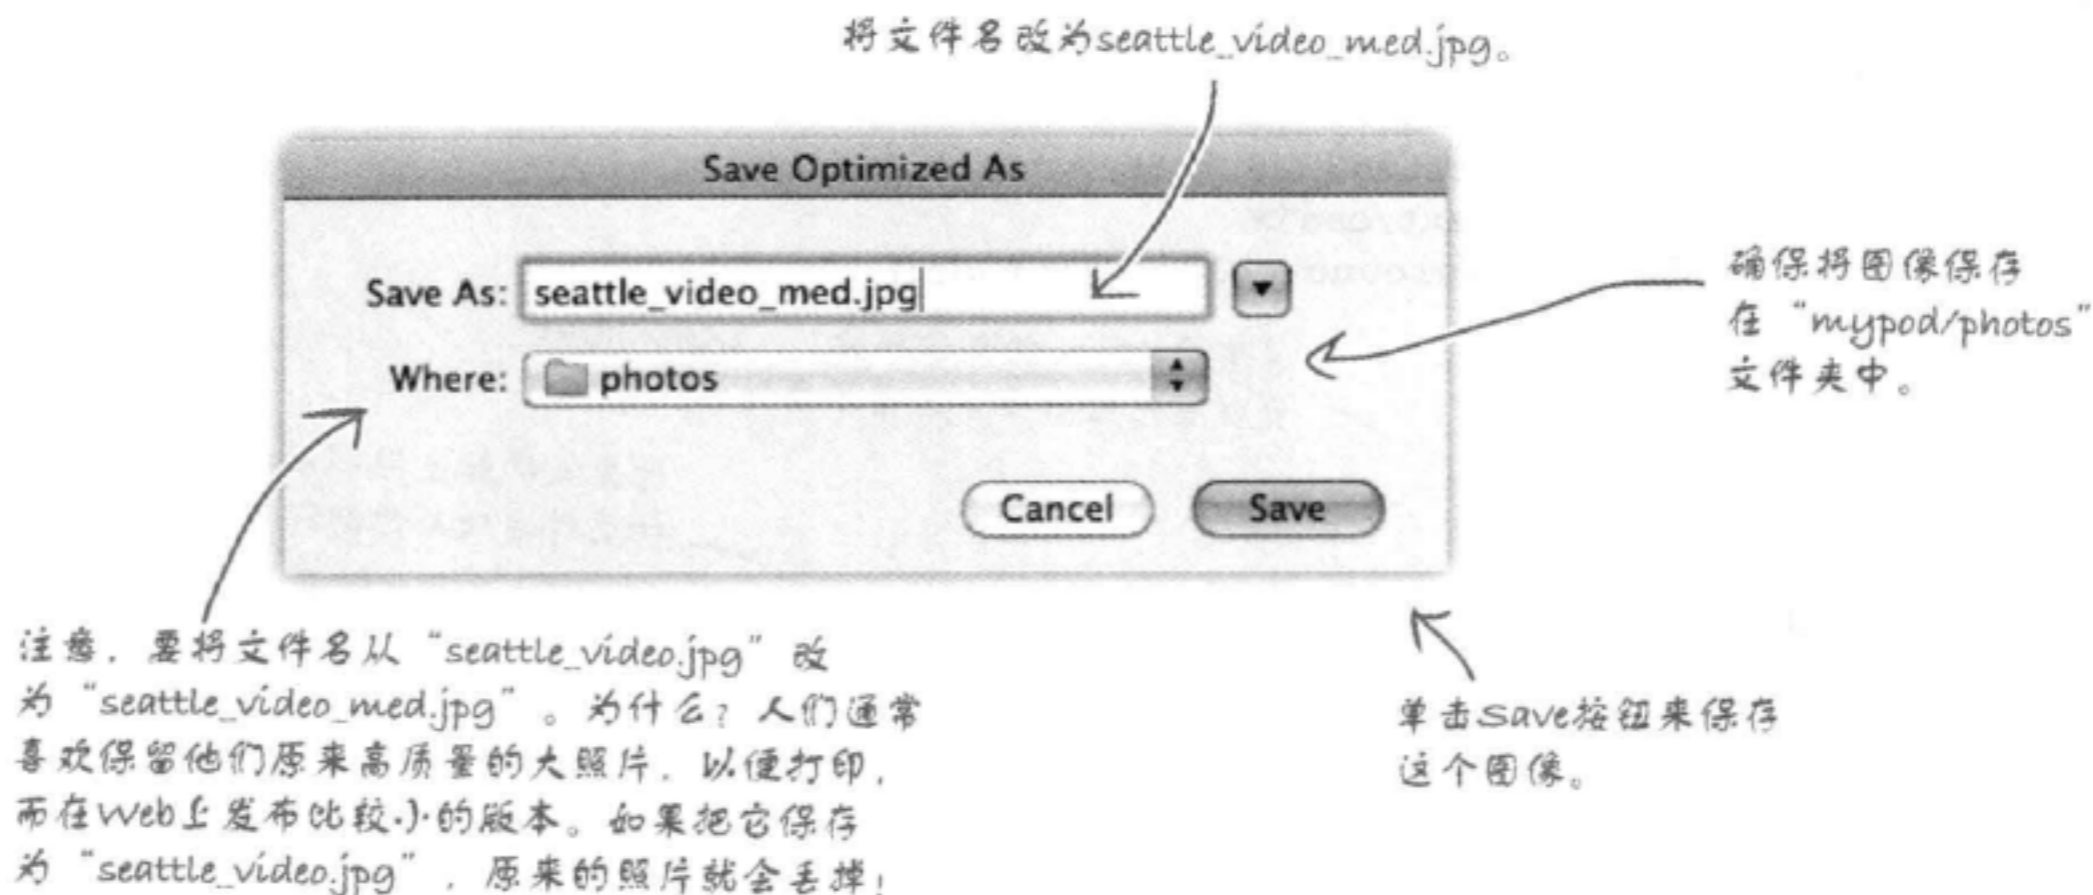 将文件名改为seattle_video_med.jpg。
Save Optimized As
Save As: seattle_video_med.jpg
Where: photos
Cancel Save
确保将图像保存
在“mypod/photos”
文件夹中。
注意，要将文件名从“seattle_video.jpg”改
为“seattle_video_med.jpg”。为什么？人们通常
喜欢保留他们原来高质量的大照片，以便打印，
而在Web上发布比较小的版本。如果把它保存
为“seattle_video.jpg”，原来的照片就会丢掉！
单击Save按钮来保存
这个图像。